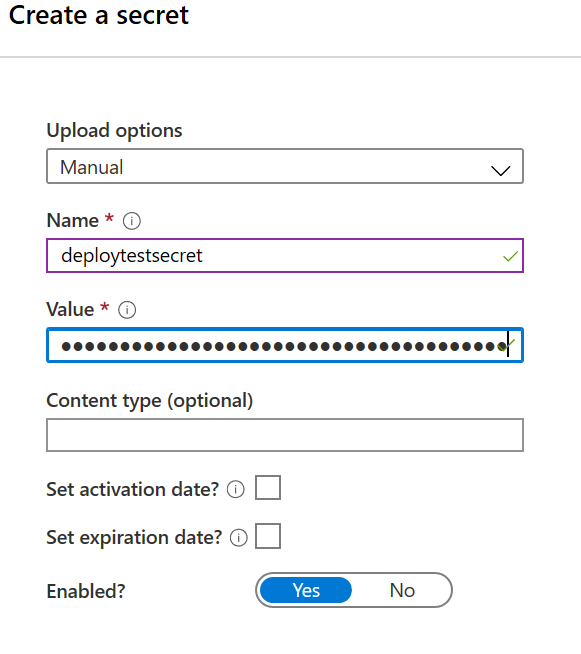 Create a secret
Upload options
Manual
Name *
deploytestsecret
Value *
Content type (optional)
Set activation date?
Set expiration date?
Enabled?
Yes No